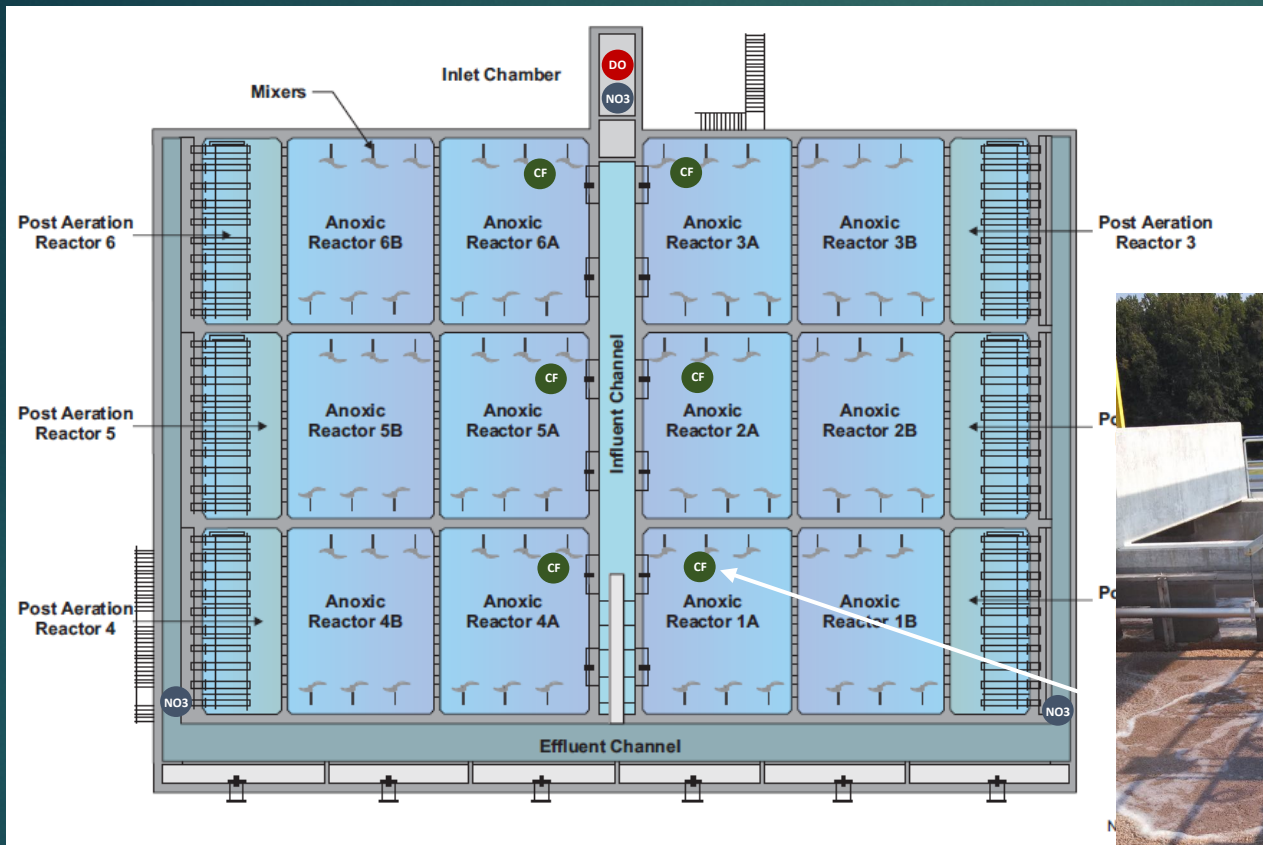 DO
Inlet Chamber
Mixers
NO3
CF
CF
Post Aeration
Reactor 6
Anoxic
Reactor 6B
Anoxic
Reactor 6A
Anoxic
Reactor 3A
Anoxic
Reactor 3B
Post Aeration
Reactor 3
Influent Channel
CF
CF
Post Aeration
Reactor 5
Anoxic
Reactor 5B
Anoxic
Reactor 5A
Anoxic
Reactor 2A
Anoxic
Reactor 2B
CF
CF
Post Aeration
Reactor 4
Anoxic
Reactor 4B
Anoxic
Reactor 4A
Anoxic
Reactor 1A
Anoxic
Reactor 1B
NO3
NO3
Effluent Channel